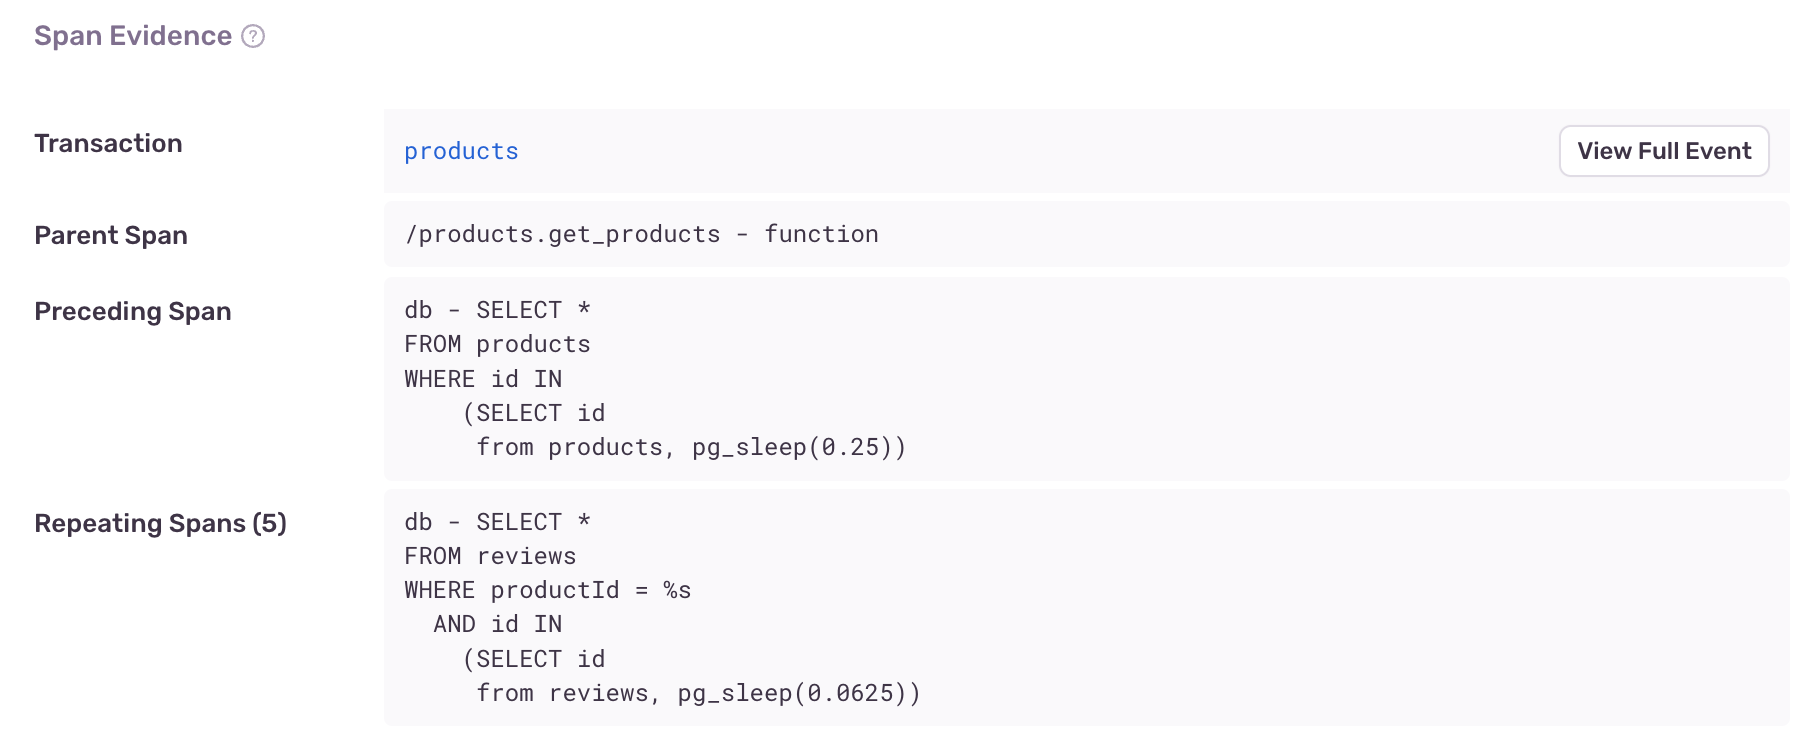 Span Evidence ?
Transaction
products
View Full Event
Parent Span
/products.get_products - function
Preceding Span
db - SELECT *
FROM products
WHERE id IN
    (SELECT id
     from products, pg_sleep(0.25))
Repeating Spans (5)
db - SELECT *
FROM reviews
WHERE productId = %s
  AND id IN
    (SELECT id
     from reviews, pg_sleep(0.0625))